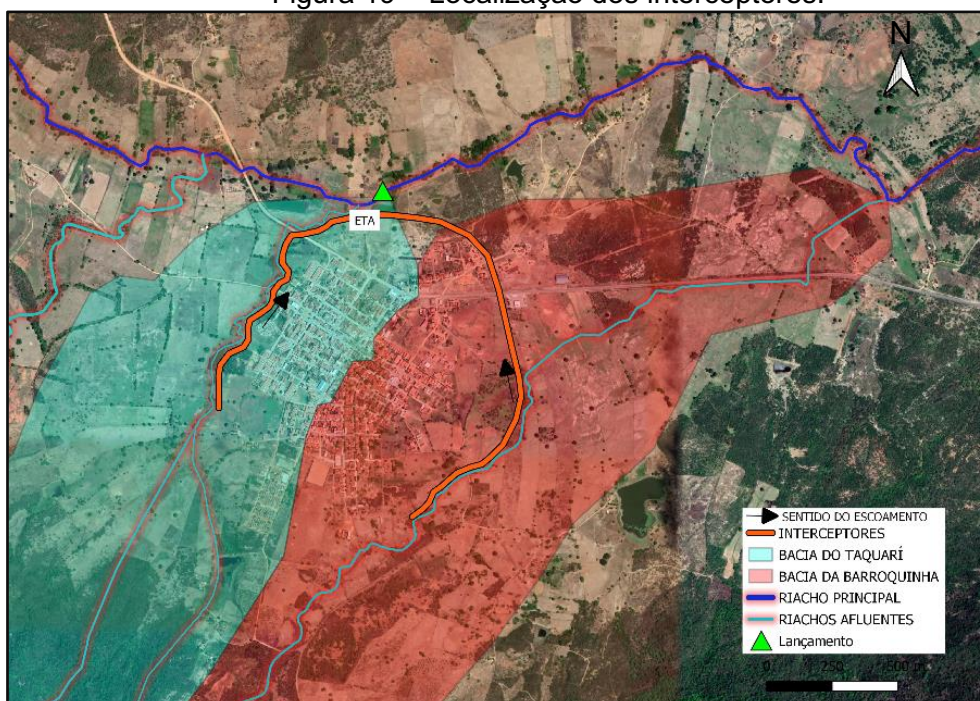 Figura 10 – Localização dos interceptores.
N
ETA
SENTIDO DO ESCOAMENTO
INTERCEPTORES
BACIA DO TAQUARÍ
BACIA DA BARROQUINHA
RIACHO PRINCIPAL
RIACHOS AFLUENTES
Lançamento
0 250 500 m